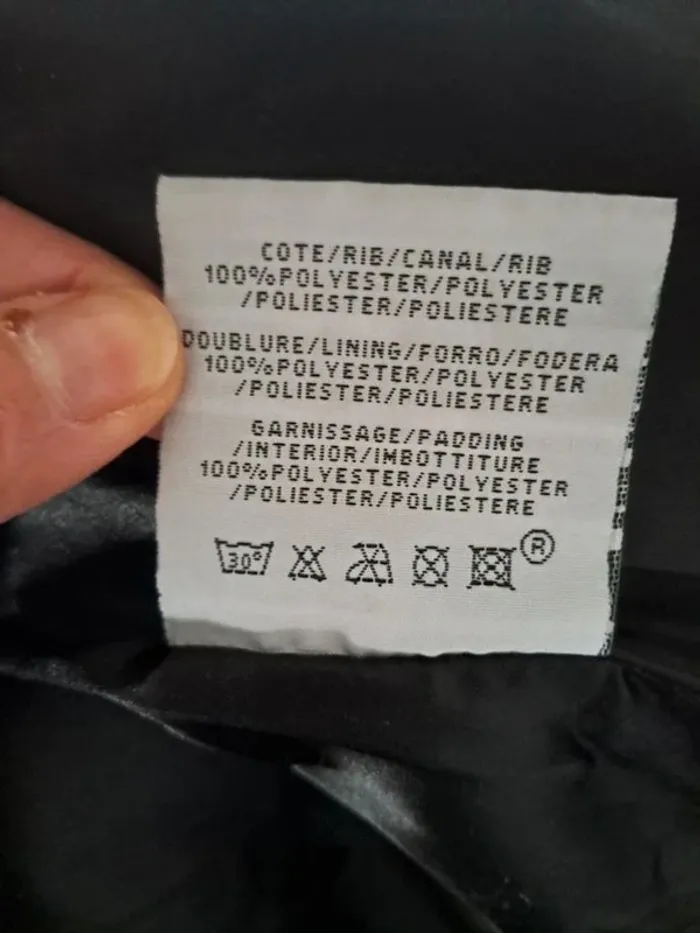 COTE/RIB/CANAL/RIB
100%POLYESTER/POLYESTER
/POLIESTER/POLIESTERE
DOUBLURE/LINING/FORRO/FODERA
100%POLYESTER/POLYESTER
/POLIESTER/POLIESTERE
GARNISSAGE/PADDING
/INTERIOR/IMBOTTITURE
100%POLYESTER/POLYESTER
/POLIESTER/POLIESTERE
30° ®